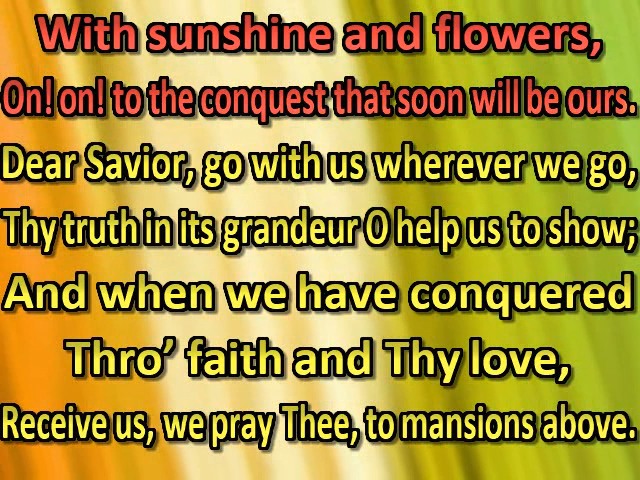 With sunshine and flowers,
On! on! to the conquest that soon will be ours.
Dear Savior, go with us wherever we go,
Thy truth in its grandeur O help us to show;
And when we have conquered
Thro’ faith and Thy love,
Receive us, we pray Thee, to mansions above.